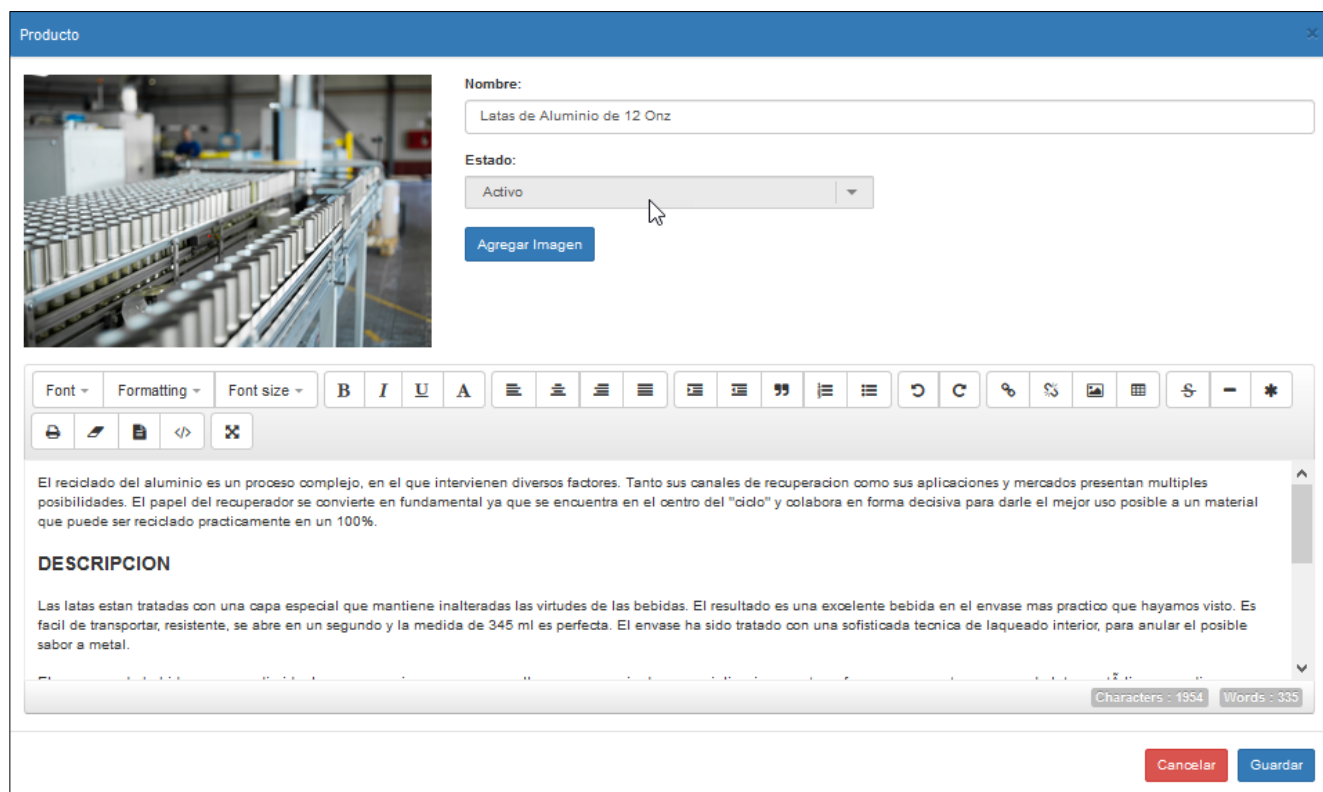 Producto
Nombre:
Latas de Aluminio de 12 Onz
Estado:
Activo
Agregar Imagen
Font Formatting Font size B I U A
El reciclado del aluminio es un proceso complejo, en el que intervienen diversos factores. Tanto sus canales de recuperacion como sus aplicaciones y mercados presentan multiples
posibilidades. El papel del recuperador se convierte en fundamental ya que se encuentra en el centro del "ciclo" y colabora en forma decisiva para darle el mejor uso posible a un material
que puede ser reciclado practicamente en un 100%.
DESCRIPCION
Las latas estan tratadas con una capa especial que mantiene inalteradas las virtudes de las bebidas. El resultado es una excelente bebida en el envase mas practico que hayamos visto. Es
facil de transportar, resistente, se abre en un segundo y la medida de 345 ml es perfecta. El envase ha sido tratado con una sofisticada tecnica de laqueado interior, para anular el posible
sabor a metal.
Characters : 1954 Words : 335
Cancelar Guardar